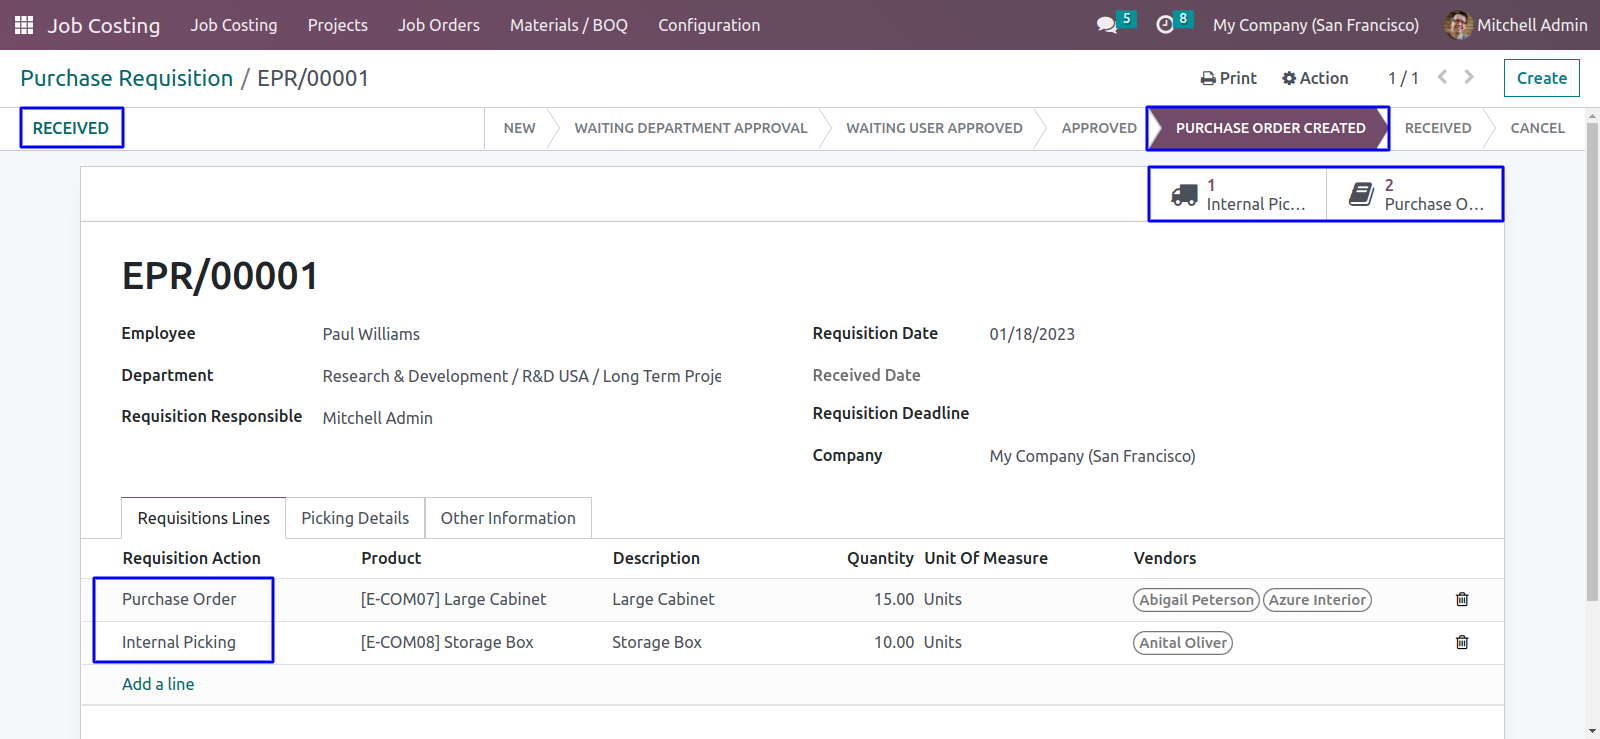 Job Costing Job Costing Projects Job Orders Materials / BOQ Configuration 5 8 My Company (San Francisco) Mitchell Admin
Purchase Requisition / EPR/00001 Print Action 1 / 1 Create
RECEIVED NEW WAITING DEPARTMENT APPROVAL WAITING USER APPROVED APPROVED PURCHASE ORDER CREATED RECEIVED CANCEL
1 Internal Pic... 2 Purchase O...
EPR/00001
Employee Paul Williams Requisition Date 01/18/2023
Department Research & Development / R&D USA / Long Term Proje Received Date
Requisition Responsible Mitchell Admin Requisition Deadline
Company My Company (San Francisco)
Requisitions Lines Picking Details Other Information
Requisition Action Product Description Quantity Unit Of Measure Vendors
Purchase Order [E-COM07] Large Cabinet Large Cabinet 15.00 Units Abigail Peterson Azure Interior
Internal Picking [E-COM08] Storage Box Storage Box 10.00 Units Anital Oliver
Add a line